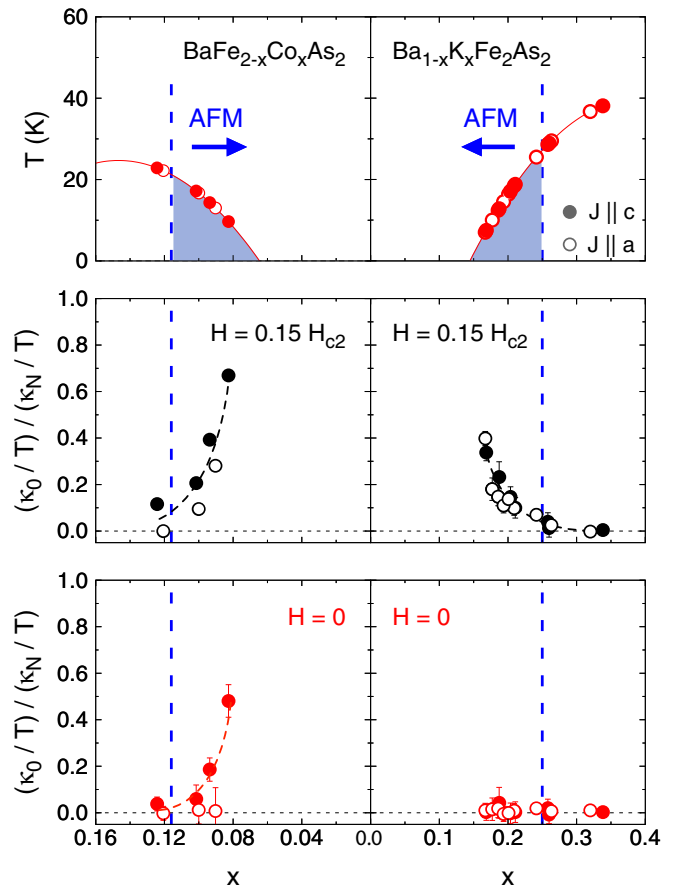 BaFe2-xCoxAs2
Ba1-xKxFe2As2
T (K)
60
40
20
0
AFM
AFM
J || c
J || a
(κ0 / T) / (κN / T)
1.0
0.8
0.6
0.4
0.2
0.0
H = 0.15 Hc2
H = 0.15 Hc2
(κ0 / T) / (κN / T)
1.0
0.8
0.6
0.4
0.2
0.0
H = 0
H = 0
0.16
0.12
0.08
0.04
0.0
0.1
0.2
0.3
0.4
x
x